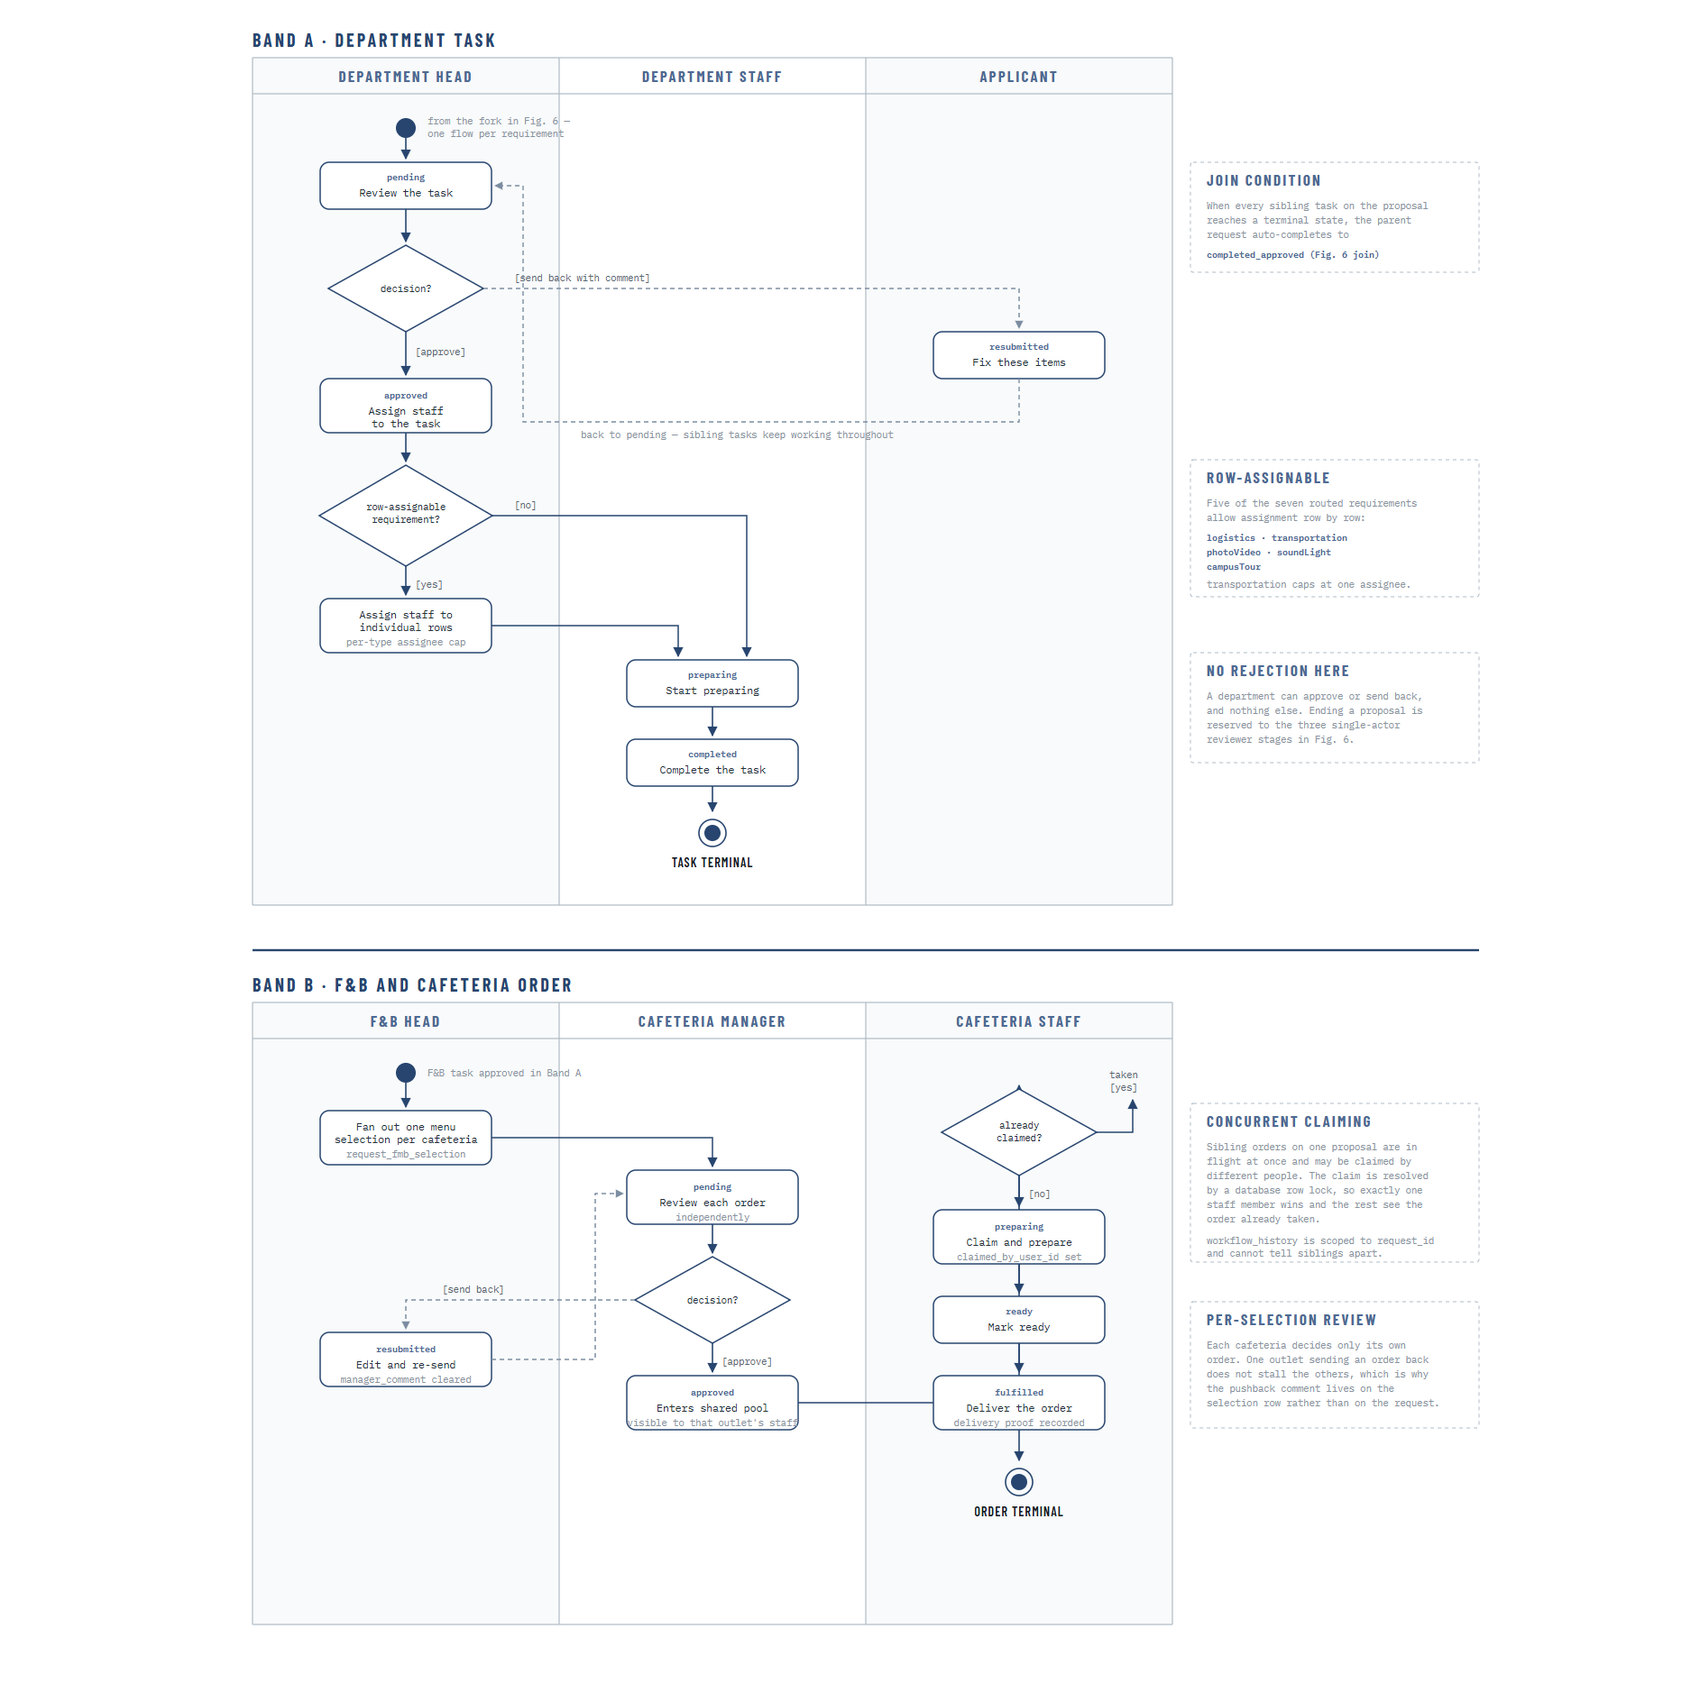 BAND A · DEPARTMENT TASK
DEPARTMENT HEAD
DEPARTMENT STAFF
APPLICANT
from the fork in Fig. 6 —
one flow per requirement
pending
Review the task
decision?
[send back with comment]
[approve]
resubmitted
Fix these items
approved
Assign staff
to the task
back to pending — sibling tasks keep working throughout
row-assignable
requirement?
[no]
[yes]
Assign staff to
individual rows
per-type assignee cap
preparing
Start preparing
completed
Complete the task
TASK TERMINAL
JOIN CONDITION
When every sibling task on the proposal
reaches a terminal state, the parent
request auto-completes to
completed_approved (Fig. 6 join)
ROW-ASSIGNABLE
Five of the seven routed requirements
allow assignment row by row:
logistics · transportation
photoVideo · soundLight
campusTour
transportation caps at one assignee.
NO REJECTION HERE
A department can approve or send back,
and nothing else. Ending a proposal is
reserved to the three single-actor
reviewer stages in Fig. 6.
BAND B · F&B AND CAFETERIA ORDER
F&B HEAD
CAFETERIA MANAGER
CAFETERIA STAFF
F&B task approved in Band A
Fan out one menu
selection per cafeteria
request_fmb_selection
pending
Review each order
independently
decision?
[send back]
[approve]
resubmitted
Edit and re-send
manager_comment cleared
approved
Enters shared pool
visible to that outlet's staff
taken
[yes]
already
claimed?
[no]
preparing
Claim and prepare
claimed_by_user_id set
ready
Mark ready
fulfilled
Deliver the order
delivery proof recorded
ORDER TERMINAL
CONCURRENT CLAIMING
Sibling orders on one proposal are in
flight at once and may be claimed by
different people. The claim is resolved
by a database row lock, so exactly one
staff member wins and the rest see the
order already taken.
workflow_history is scoped to request_id
and cannot tell siblings apart.
PER-SELECTION REVIEW
Each cafeteria decides only its own
order. One outlet sending an order back
does not stall the others, which is why
the pushback comment lives on the
selection row rather than on the request.